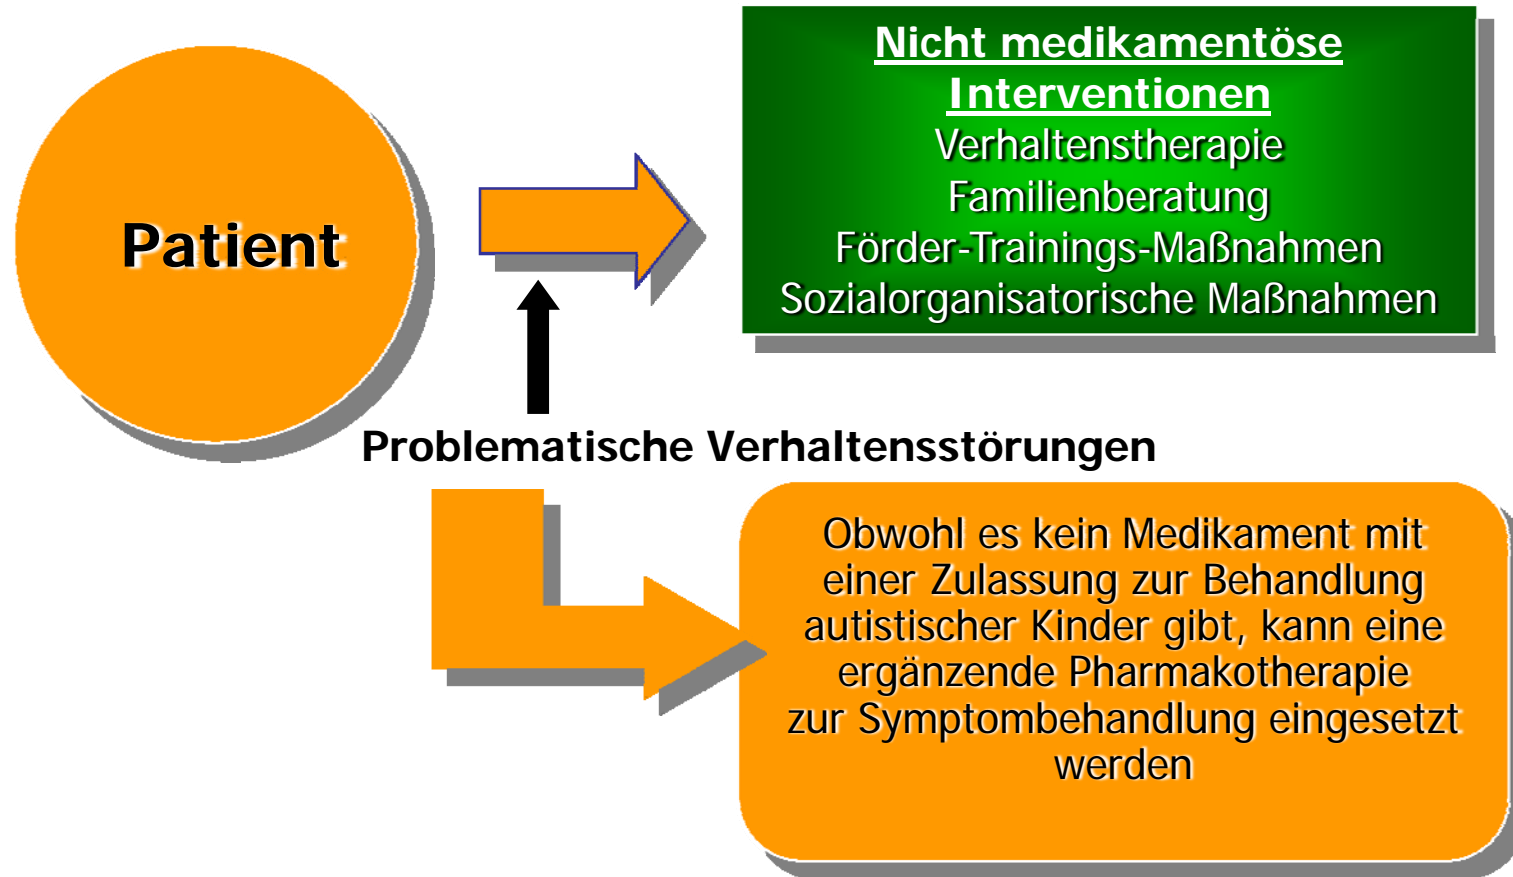 Patient
Nicht medikamentöse
Interventionen
Verhaltenstherapie
Familienberatung
Förder-Trainings-Maßnahmen
Sozialorganisatorische Maßnahmen
Problematische Verhaltensstörungen
Obwohl es kein Medikament mit
einer Zulassung zur Behandlung
autistischer Kinder gibt, kann eine
ergänzende Pharmakotherapie
zur Symptombehandlung eingesetzt
werden